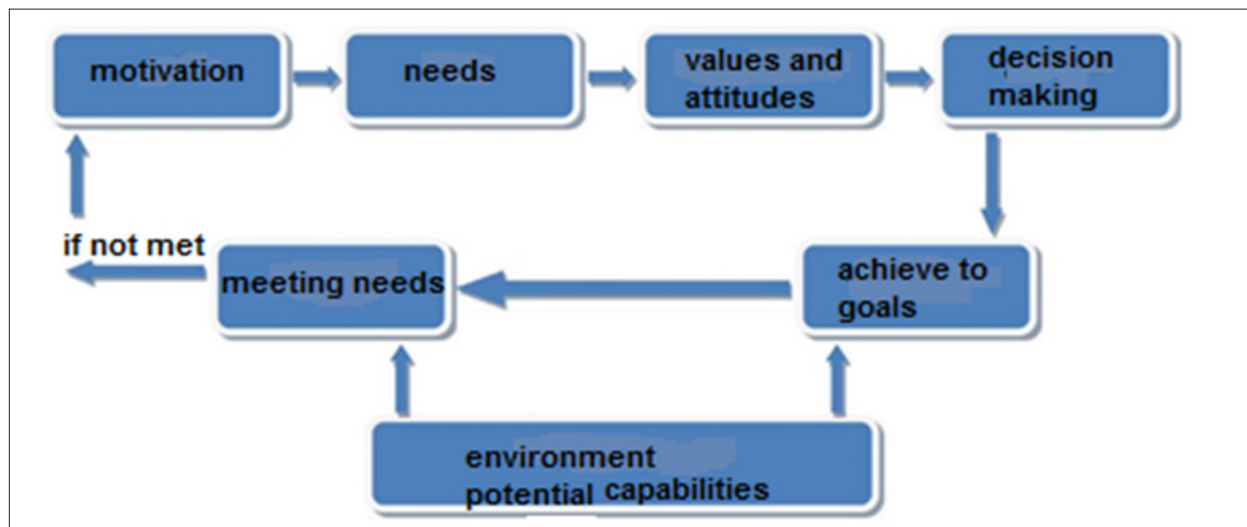 motivation
needs
values and
attitudes
decision
making
if not met
meeting needs
achieve to
goals
environment
potential capabilities